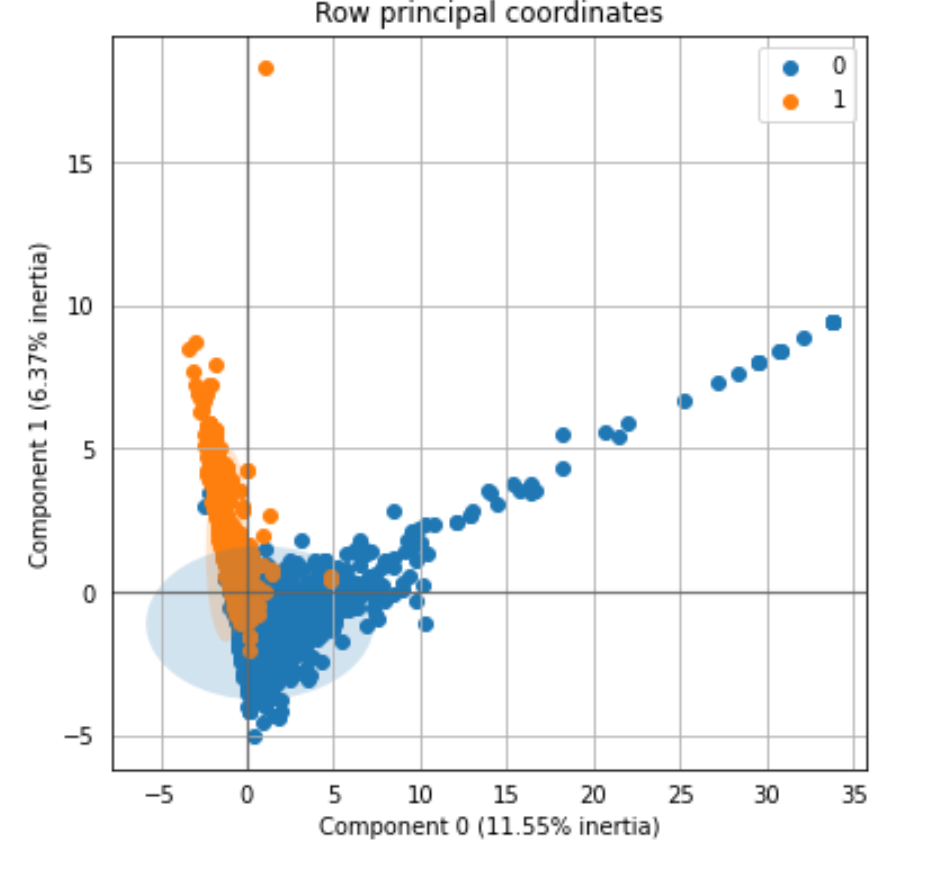 Row principal coordinates
0
1
15
10
5
0
−5
Component 1 (6.37% inertia)
−5 0 5 10 15 20 25 30 35
Component 0 (11.55% inertia)